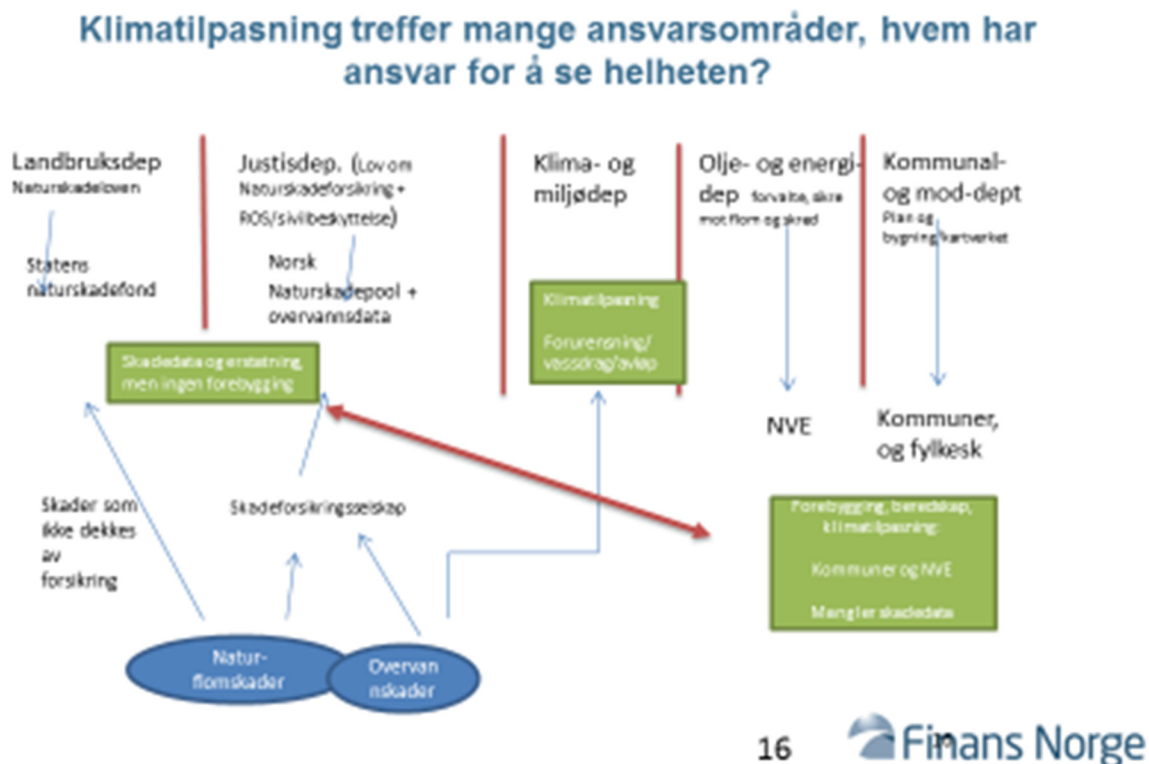 Klimatilpasning treffer mange ansvarsområder, hvem har
ansvar for å se helheten?
Landbruksdep
Naturskadeloven
Statens
naturskadefond
Justisdep. (Lov om
Naturskadeforsikring +
ROS/sivilbeskyttelse)
Norsk
Naturskadepool +
overvannsdata
Klima- og
miljødep
Olje- og energi-
dep forvalte, sikre
mot flom og skred
Kommunal-
og mod-dept
Plan og
bygning/kartverket
Skadedata og erstatning,
men ingen forebygging
Klimatilpasning
Forurensning/
vassdrag/avløp
NVE
Kommuner,
og fylkesk
Skader som
ikke dekkes
av
forsikring
Skadeforsikringsselskap
Forebygging, beredskap,
klimatilpasning:
Kommuner og NVE
Mangler skadedata
Natur-
flomskader
Overvan
nskader
16
Finans Norge